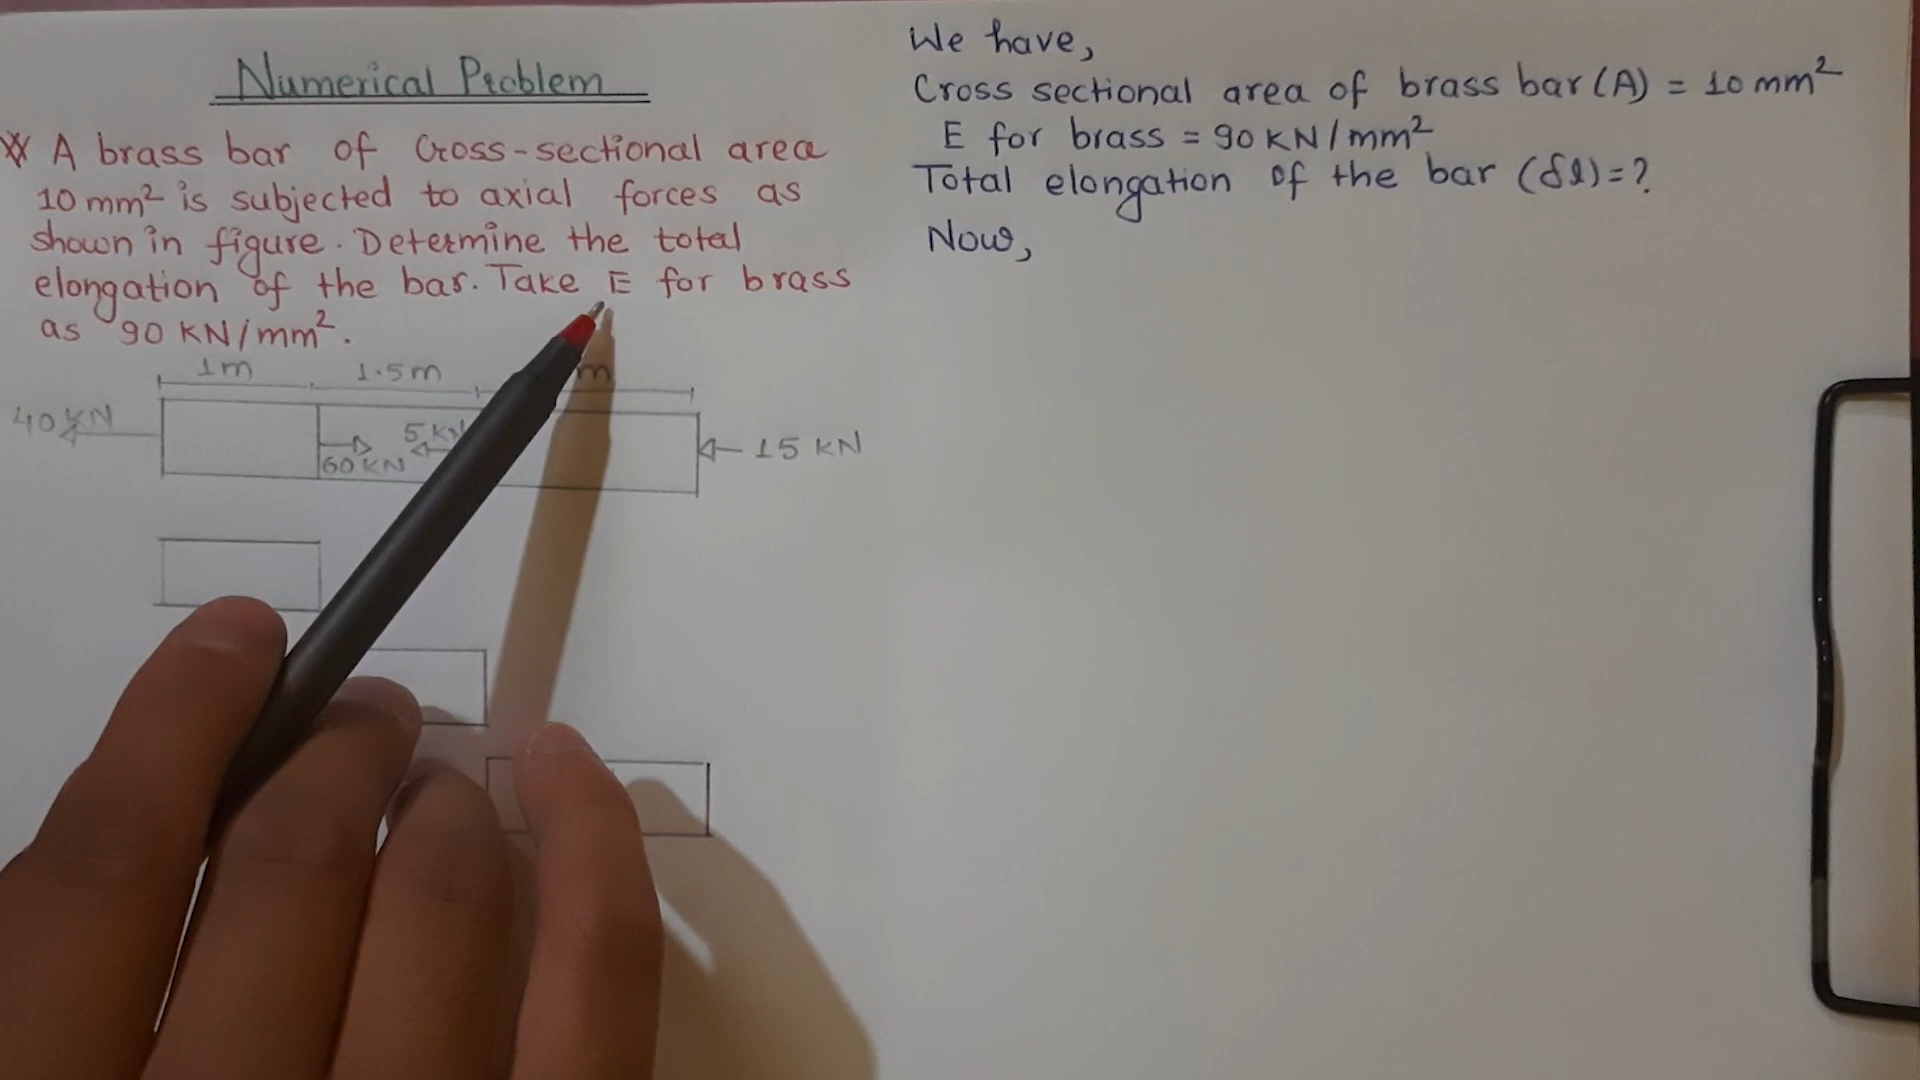 Numerical Problem
* A brass bar of Cross-sectional area
10 mm² is subjected to axial forces as
shown in figure. Determine the total
elongation of the bar. Take E for brass
as 90 KN/mm².
1m 1.5m m
40 KN
60 KN
5 KN
15 KN
We have,
Cross sectional area of brass bar (A) = 10 mm²
E for brass = 90 KN/mm²
Total elongation of the bar (δl) = ?
Now,